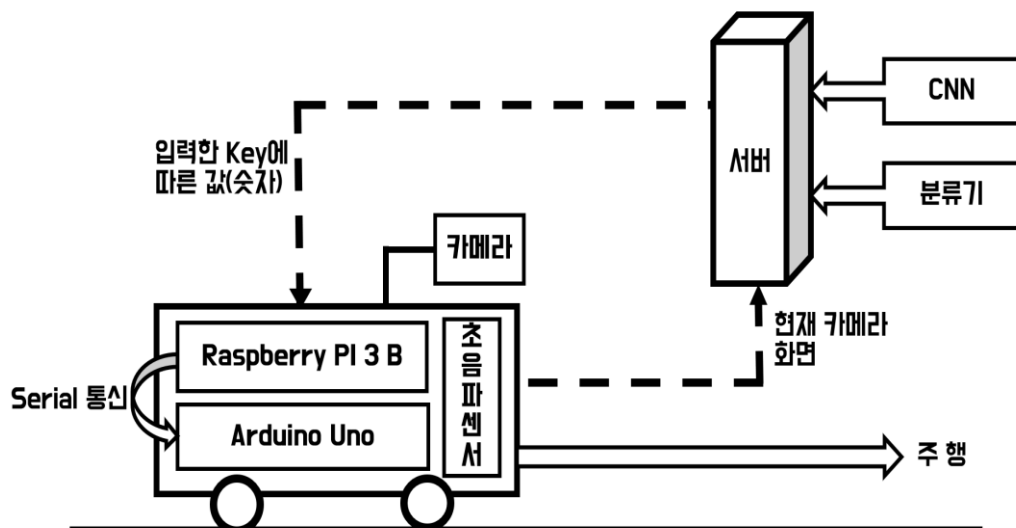 CNN
서버
분류기
입력한 Key에
따른 값(숫자)
카메라
현재 카메라
화면
Raspberry PI 3 B
초음파센서
Serial 통신
Arduino Uno
주 행